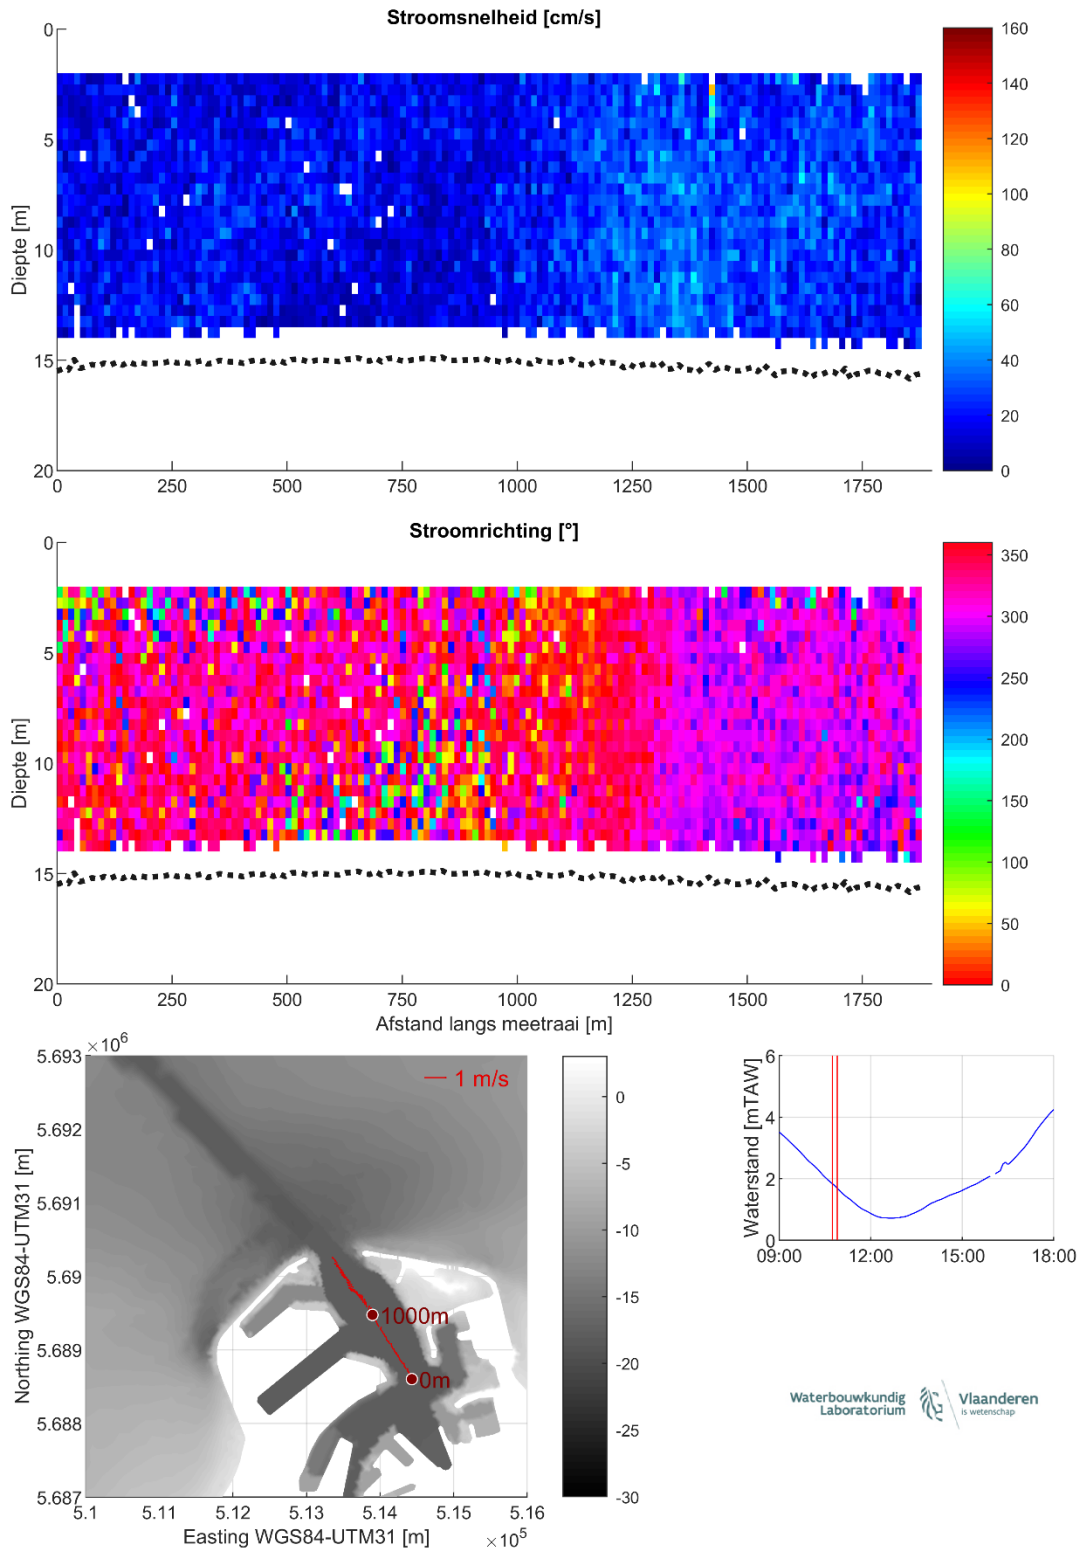 Stroomsnelheid [cm/s]
0
5
10
15
20
Diepte [m]
0 250 500 750 1000 1250 1500 1750
160
140
120
100
80
60
40
20
0
Stroomrichting [°]
0
5
10
15
20
Diepte [m]
0 250 500 750 1000 1250 1500 1750
Afstand langs meetraai [m]
350
300
250
200
150
100
50
0
×10⁶
5.693
5.692
5.691
5.69
5.689
5.688
5.687
Northing WGS84-UTM31 [m]
1 m/s
1000m
0m
5.1 5.12 5.13 5.14 5.15 5.16
Easting WGS84-UTM31 [m]
×10⁵
0
-5
-10
-15
-20
-25
-30
6
4
2
0
Waterstand [mTAW]
09:00 12:00 15:00 18:00
Waterbouwkundig
Laboratorium
Vlaanderen
is wetenschap